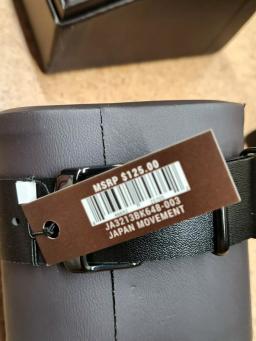 MSRP $125.00
JA3213BK648-003
JAPAN MOVEMENT